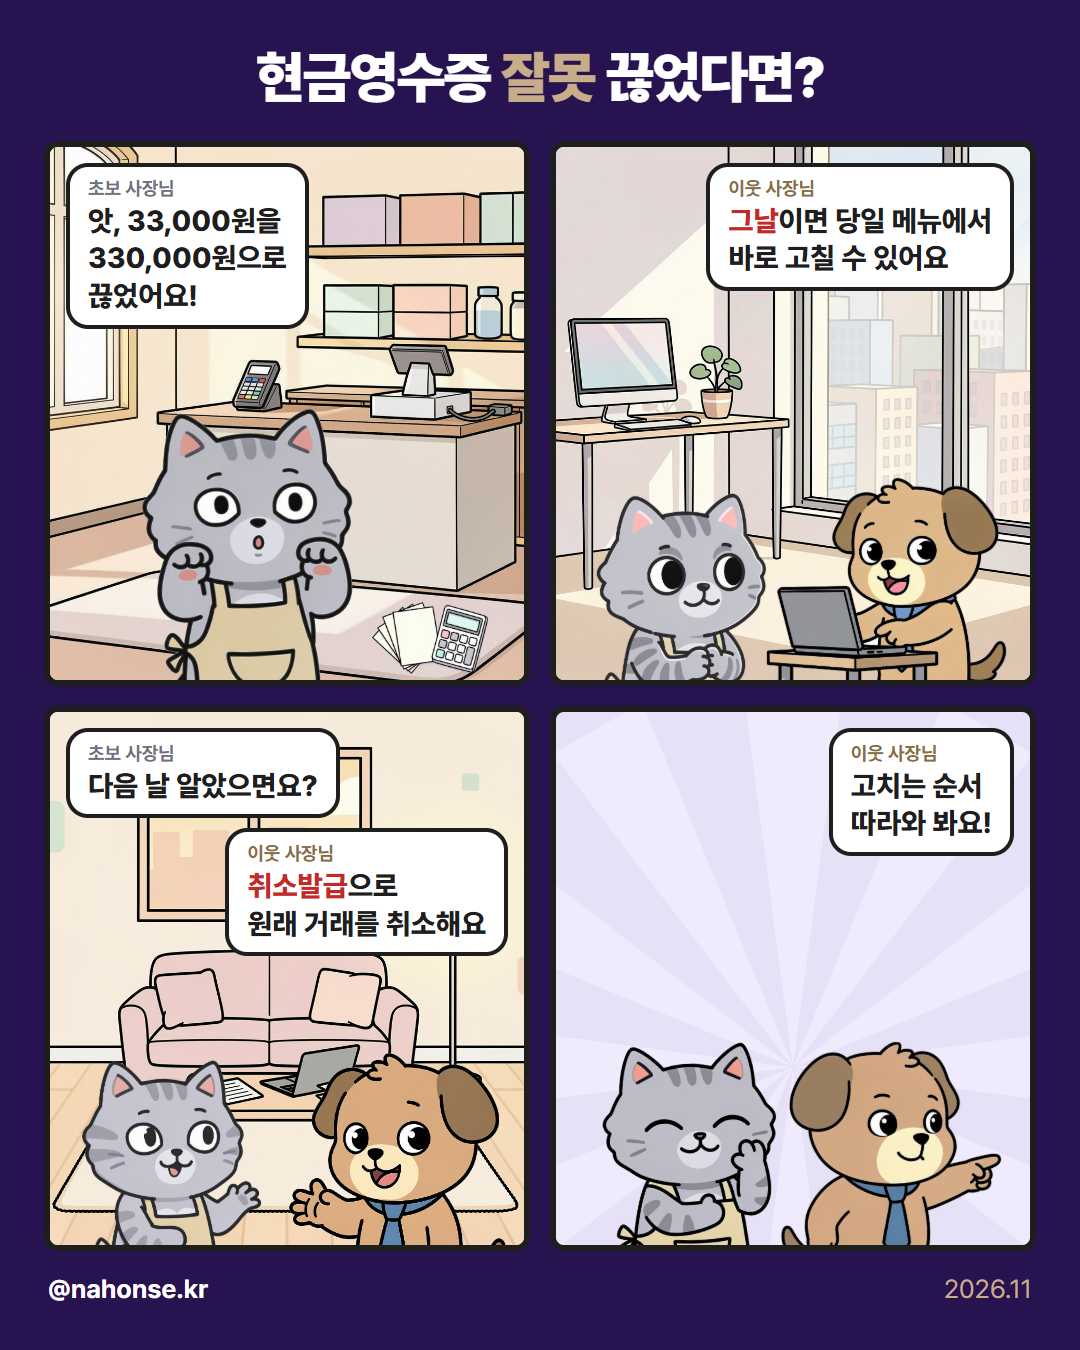 현금영수증 잘못 끊었다면?
초보 사장님
앗, 33,000원을
330,000원으로
끊었어요!
이웃 사장님
그날이면 당일 메뉴에서
바로 고칠 수 있어요
초보 사장님
다음 날 알았으면요?
이웃 사장님
취소발급으로
원래 거래를 취소해요
이웃 사장님
고치는 순서
따라와 봐요!
@nahonse.kr
2026.11